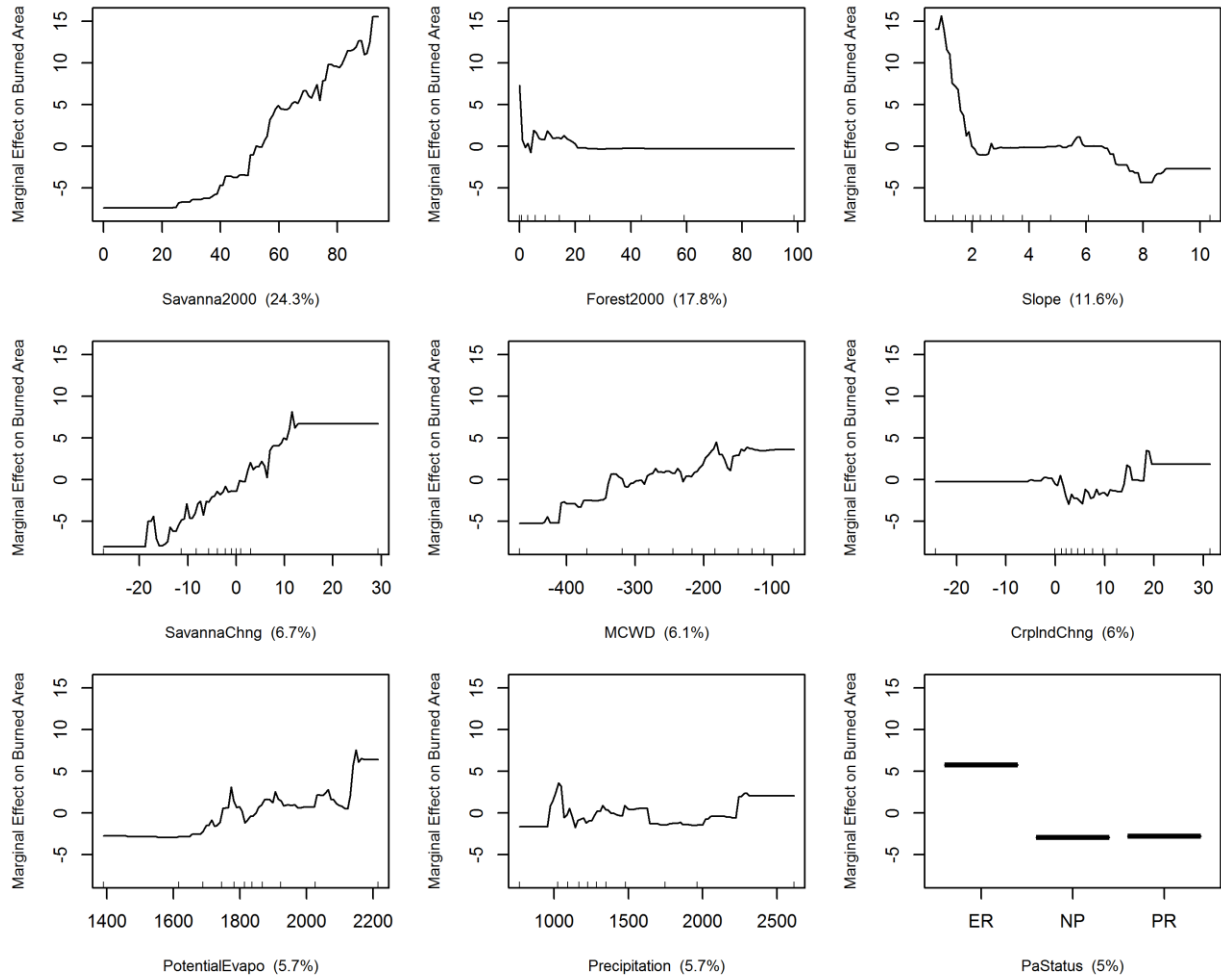 Marginal Effect on Burned Area
15
10
5
0
-5
0 20 40 60 80
Savanna2000 (24.3%)
Marginal Effect on Burned Area
15
10
5
0
-5
0 20 40 60 80 100
Forest2000 (17.8%)
Marginal Effect on Burned Area
15
10
5
0
-5
2 4 6 8 10
Slope (11.6%)
Marginal Effect on Burned Area
15
10
5
0
-5
-20 -10 0 10 20 30
SavannaChng (6.7%)
Marginal Effect on Burned Area
15
10
5
0
-5
-400 -300 -200 -100
MCWD (6.1%)
Marginal Effect on Burned Area
15
10
5
0
-5
-20 -10 0 10 20 30
CrplndChng (6%)
Marginal Effect on Burned Area
15
10
5
0
-5
1400 1600 1800 2000 2200
PotentialEvapo (5.7%)
Marginal Effect on Burned Area
15
10
5
0
-5
1000 1500 2000 2500
Precipitation (5.7%)
Marginal Effect on Burned Area
15
10
5
0
-5
ER NP PR
PaStatus (5%)